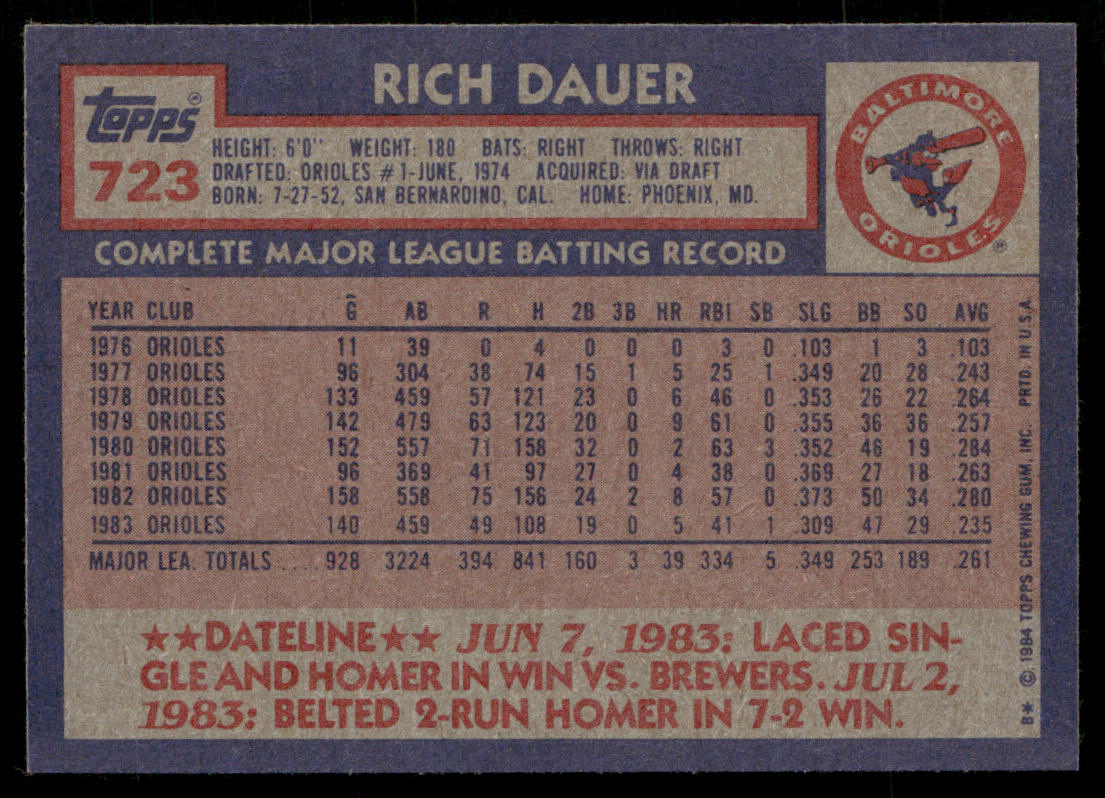 RICH DAUER
topps®
723
HEIGHT: 6'0" WEIGHT: 180 BATS: RIGHT THROWS: RIGHT
DRAFTED: ORIOLES #1-JUNE, 1974 ACQUIRED: VIA DRAFT
BORN: 7-27-52, SAN BERNARDINO, CAL. HOME: PHOENIX, MD.
BALTIMORE
ORIOLES ®
COMPLETE MAJOR LEAGUE BATTING RECORD
YEAR CLUB G AB R H 2B 3B HR RBI SB SLG BB SO AVG
1976 ORIOLES 11 39 0 4 0 0 0 3 0 .103 1 3 .103
1977 ORIOLES 96 304 38 74 15 1 5 25 1 .349 20 28 .243
1978 ORIOLES 133 459 57 121 23 0 6 46 0 .353 26 22 .264
1979 ORIOLES 142 479 63 123 20 0 9 61 0 .355 36 36 .257
1980 ORIOLES 152 557 71 158 32 0 2 63 3 .352 46 19 .284
1981 ORIOLES 96 369 41 97 27 0 4 38 0 .369 27 18 .263
1982 ORIOLES 158 558 75 156 24 2 8 57 0 .373 50 34 .280
1983 ORIOLES 140 459 49 108 19 0 5 41 1 .309 47 29 .235
MAJOR LEA. TOTALS .... 928 3224 394 841 160 3 39 334 5 .349 253 189 .261
★★DATELINE★★ JUN 7, 1983: LACED SIN-
GLE AND HOMER IN WIN VS. BREWERS. JUL 2,
1983: BELTED 2-RUN HOMER IN 7-2 WIN.
B* © 1984 TOPPS CHEWING GUM, INC. PRTD. IN U.S.A.